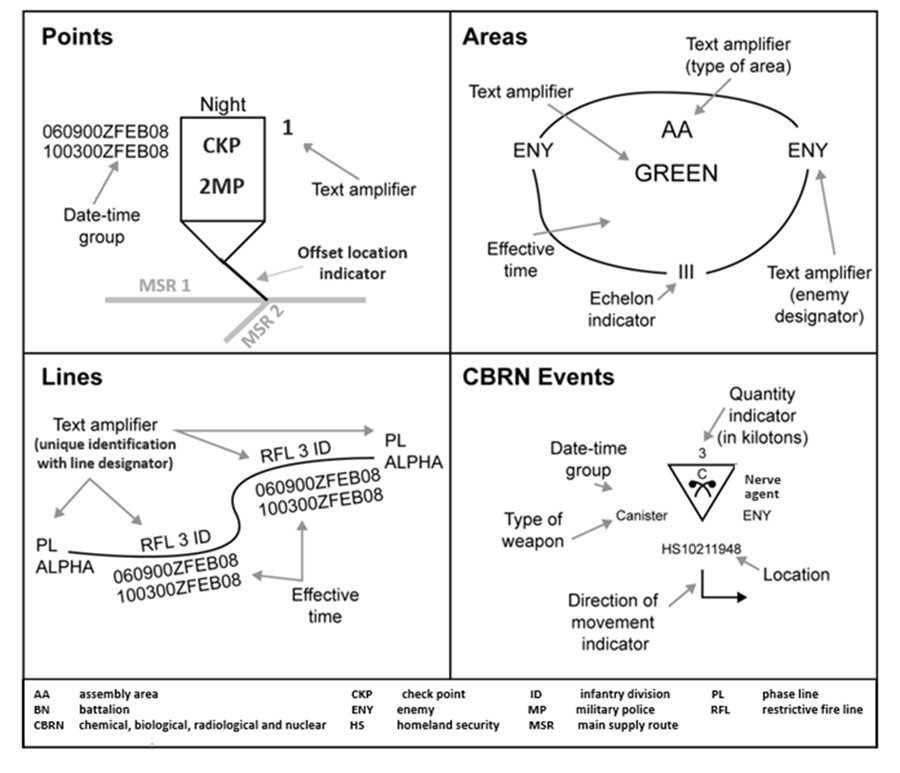 Points
Night
060900ZFEB08
100300ZFEB08
CKP
2MP
1
Text amplifier
Date-time
group
Offset location
indicator
MSR 1
MSR 2
Areas
Text amplifier
(type of area)
Text amplifier
AA
GREEN
ENY
ENY
Effective
time
III
Echelon
indicator
Text amplifier
(enemy
designator)
Lines
Text amplifier
(unique identification
with line designator)
PL
ALPHA
RFL 3 ID
060900ZFEB08
100300ZFEB08
PL
ALPHA
RFL 3 ID
060900ZFEB08
100300ZFEB08
Effective
time
CBRN Events
Quantity
indicator
(in kilotons)
Date-time
group
3
C
Nerve
agent
ENY
Type of
weapon
Canister
HS10211948
Location
Direction of
movement
indicator
AA assembly area CKP check point ID infantry division PL phase line
BN battalion ENY enemy MP military police RFL restrictive fire line
CBRN chemical, biological, radiological and nuclear HS homeland security MSR main supply route